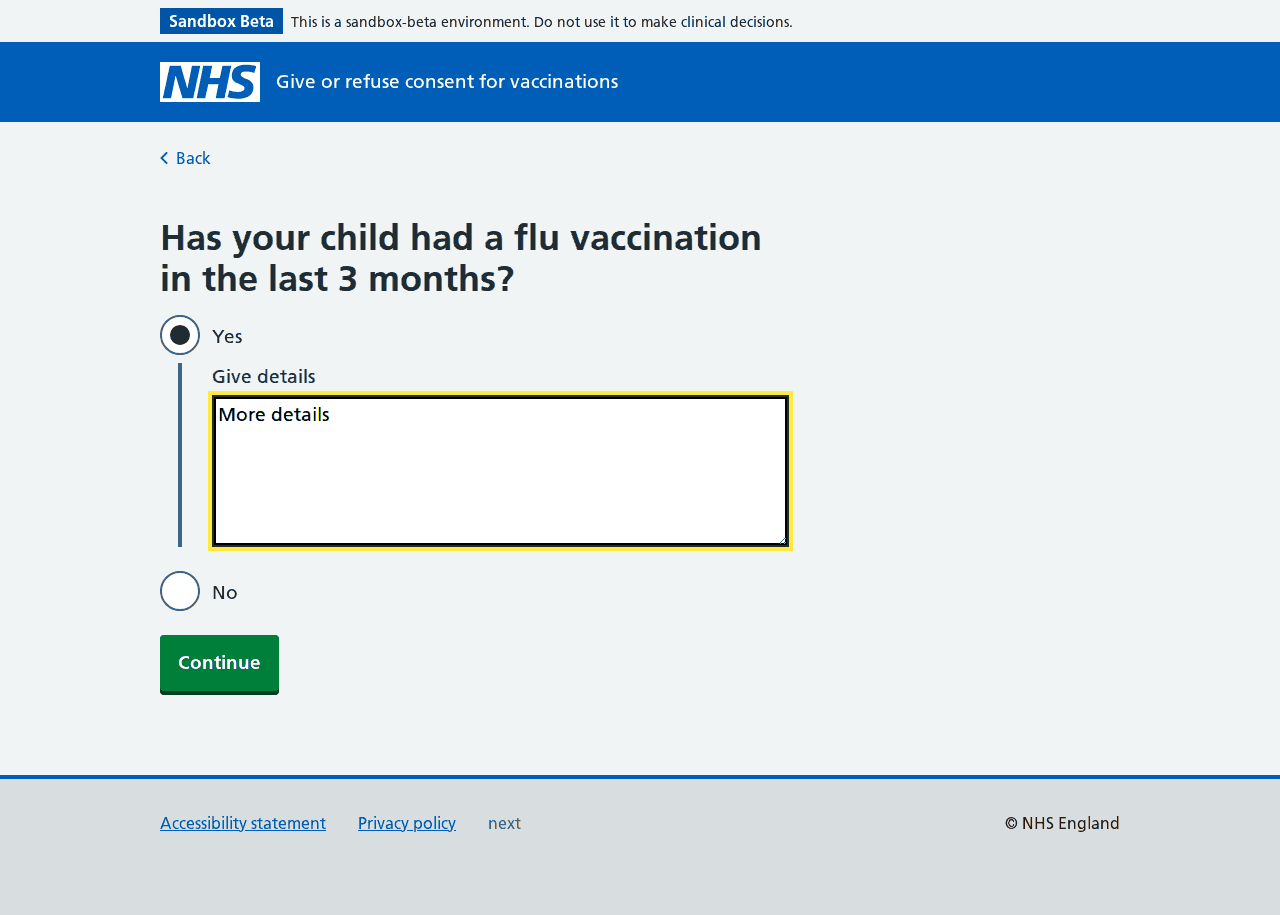 Sandbox Beta This is a sandbox-beta environment. Do not use it to make clinical decisions.
NHS Give or refuse consent for vaccinations
Back
Has your child had a flu vaccination
in the last 3 months?
Yes
Give details
More details
No
Continue
Accessibility statement Privacy policy next © NHS England